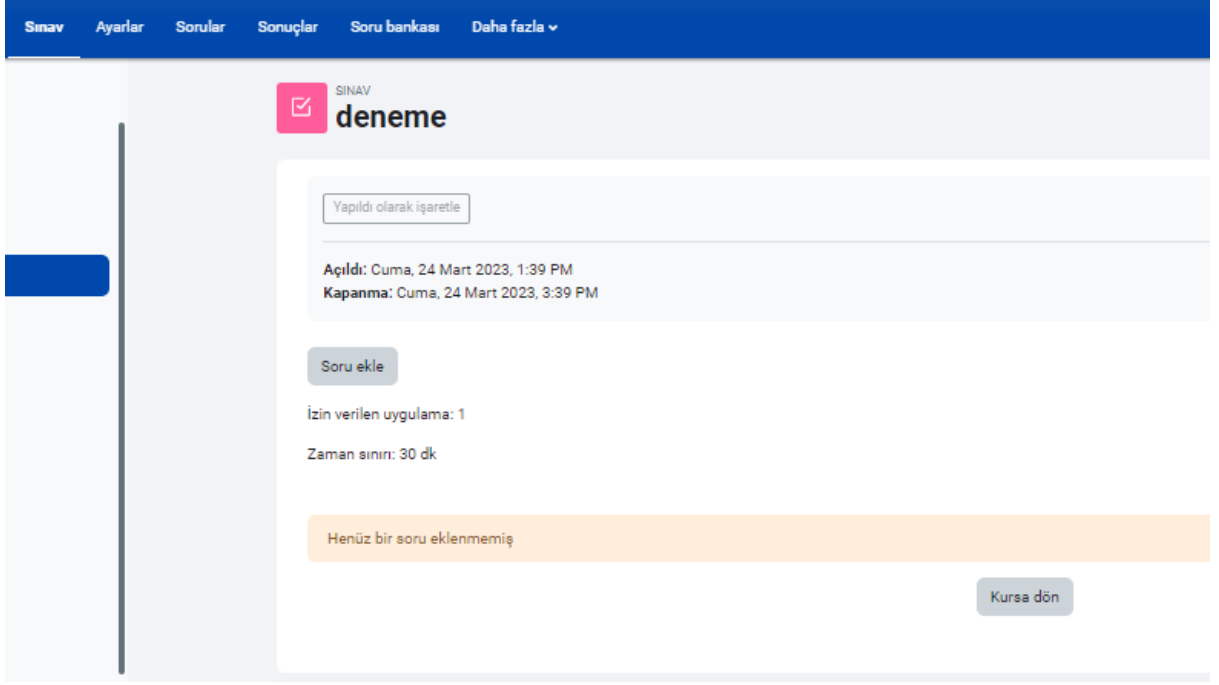 Sınav Ayarlar Sorular Sonuçlar Soru bankası Daha fazla
SINAV
deneme
Yapıldı olarak işaretle
Açıldı: Cuma, 24 Mart 2023, 1:39 PM
Kapanma: Cuma, 24 Mart 2023, 3:39 PM
Soru ekle
İzin verilen uygulama: 1
Zaman sınırı: 30 dk
Henüz bir soru eklenmemiş
Kursa dön